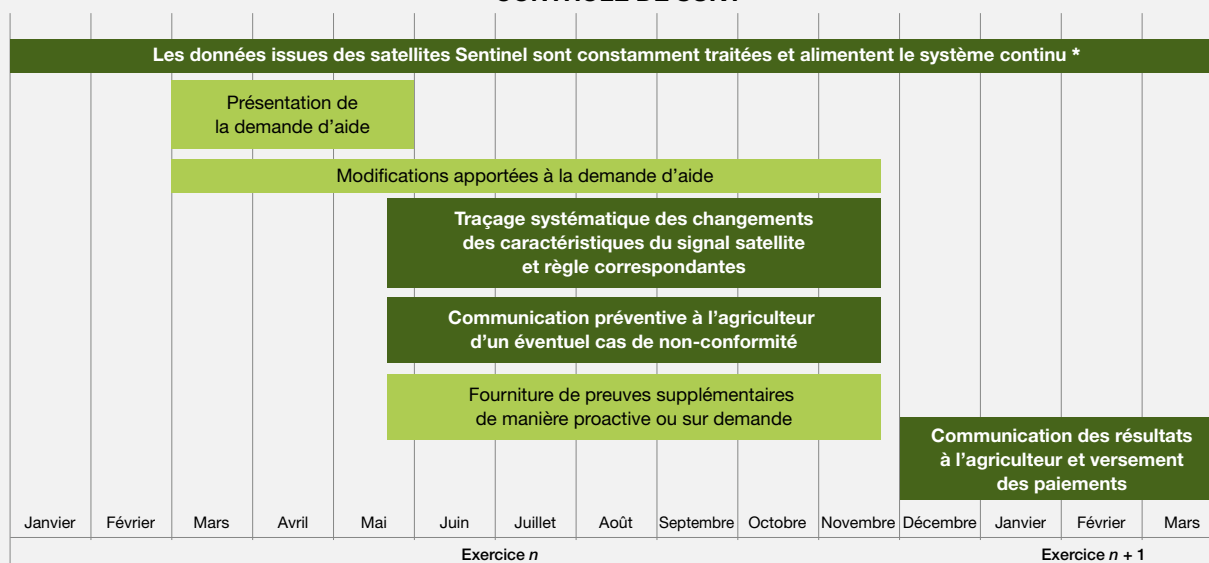 Les données issues des satellites Sentinel sont constamment traitées et alimentent le système continu *
Présentation de
la demande d'aide
Modifications apportées à la demande d'aide
Traçage systématique des changements
des caractéristiques du signal satellite
et règle correspondantes
Communication préventive à l'agriculteur
d'un éventuel cas de non-conformité
Fourniture de preuves supplémentaires
de manière proactive ou sur demande
Communication des résultats
à l'agriculteur et versement
des paiements
Janvier Février Mars Avril Mai Juin Juillet Août Septembre Octobre Novembre Décembre Janvier Février Mars
Exercice n Exercice n + 1